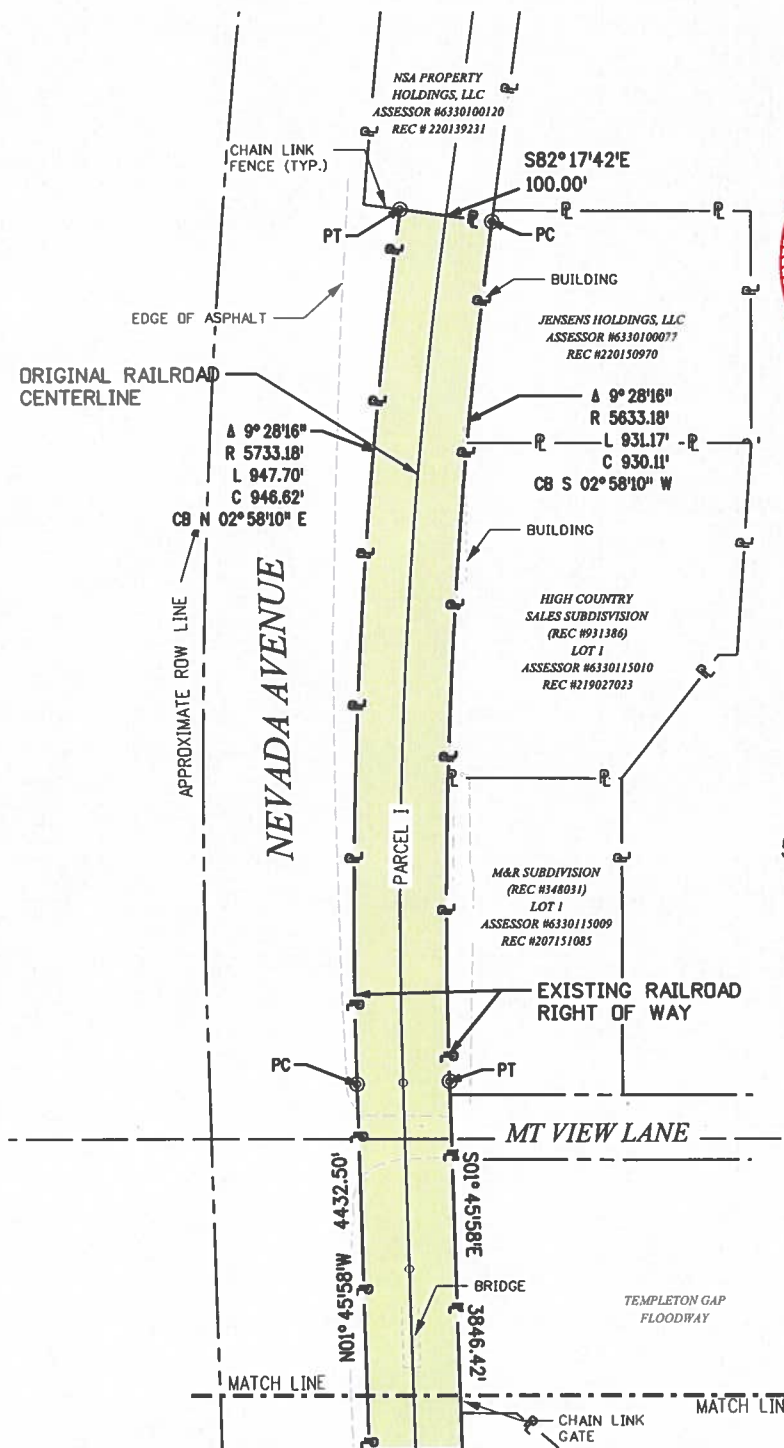 NSA PROPERTY
HOLDINGS, LLC
ASSESSOR #6330100120
REC # 220139231
CHAIN LINK
FENCE (TYP.)
S82° 17'42"E
100.00'
PT
PC
BUILDING
EDGE OF ASPHALT
JENSENS HOLDINGS, LLC
ASSESSOR #6330100077
REC #220150970
ORIGINAL RAILROAD
CENTERLINE
Δ 9° 28'16"
R 5733.18'
L 947.70'
C 946.62'
CB N 02° 58'10" E
Δ 9° 28'16"
R 5633.18'
L 931.17'
C 930.11'
CB S 02° 58'10" W
BUILDING
APPROXIMATE ROW LINE
NEVADA AVENUE
HIGH COUNTRY
SALES SUBDISVISION
(REC #931386)
LOT 1
ASSESSOR #6330115010
REC #219027023
PARCEL I
M&R SUBDIVISION
(REC #348031)
LOT 1
ASSESSOR #6330115009
REC #207151085
EXISTING RAILROAD
RIGHT OF WAY
PC
PT
MT VIEW LANE
N01° 45'58"W 4432.50'
S01° 45'58"E 3846.42'
BRIDGE
TEMPLETON GAP
FLOODWAY
MATCH LINE
MATCH LIN
CHAIN LINK
GATE